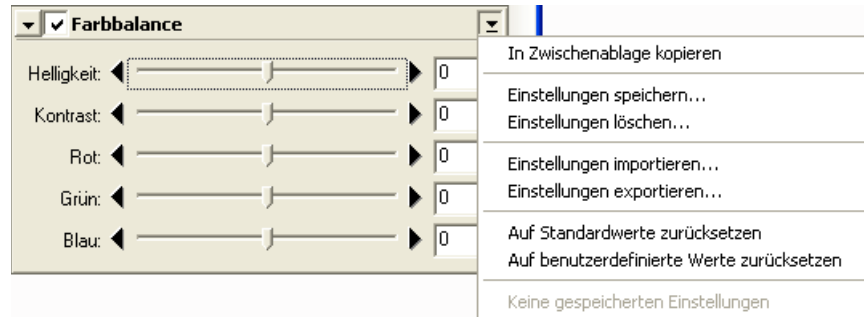 Farbbalance
Helligkeit: 0
Kontrast: 0
Rot: 0
Grün: 0
Blau: 0
In Zwischenablage kopieren
Einstellungen speichern...
Einstellungen löschen...
Einstellungen importieren...
Einstellungen exportieren...
Auf Standardwerte zurücksetzen
Auf benutzerdefinierte Werte zurücksetzen
Keine gespeicherten Einstellungen